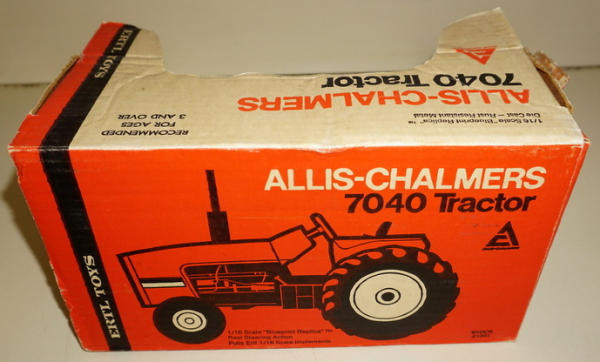 ERTL TOYS
7040 Tractor
ALLIS-CHALMERS
1/16 Scale "Blueprint Replica"™
Die Cast - Rust Resistant Metal
RECOMMENDED
FOR AGES
3 AND OVER
ALLIS-CHALMERS
7040 Tractor
ERTL TOYS
1/16 Scale "Blueprint Replica"™
Real Steering Action
Pulls Ertl 1/16 Scale Implements
STOCK